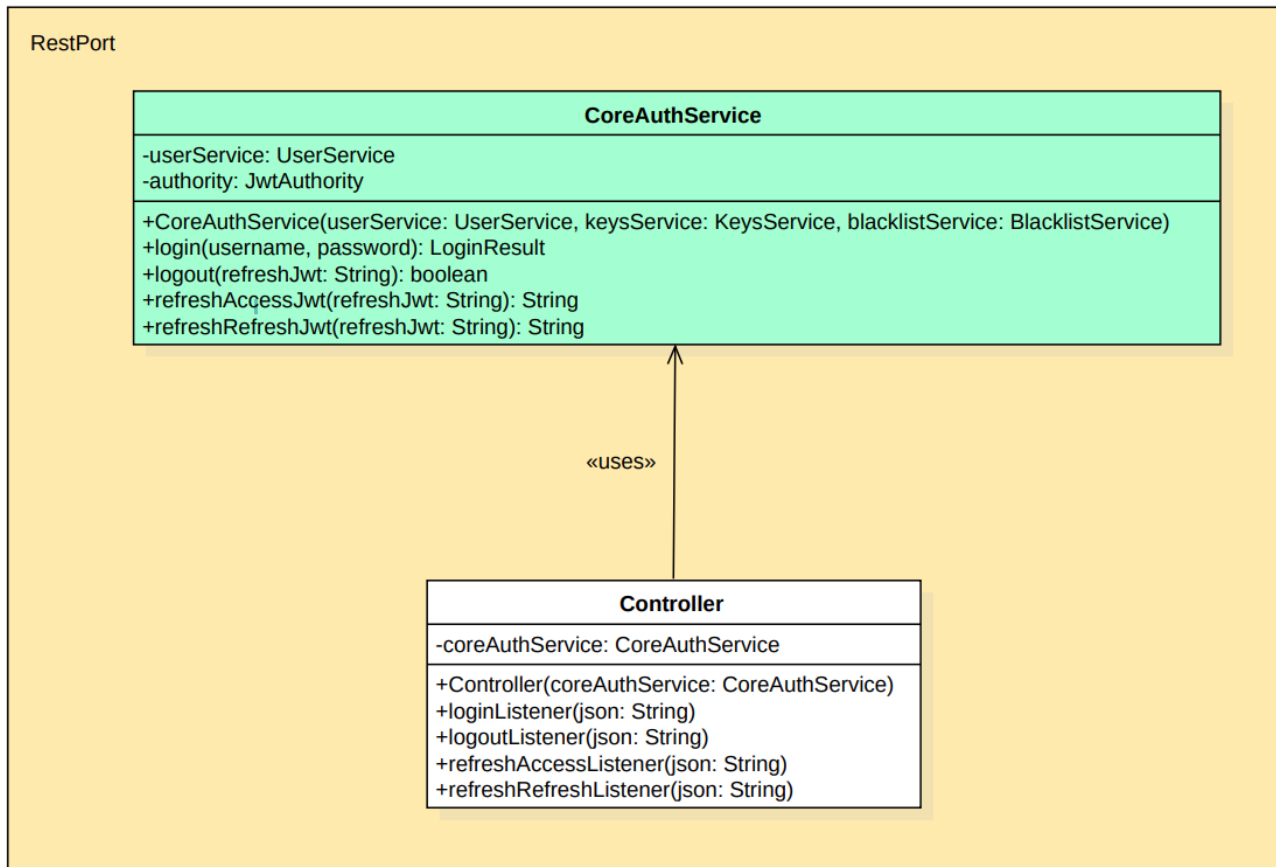 RestPort
CoreAuthService
-userService: UserService
-authority: JwtAuthority
+CoreAuthService(userService: UserService, keysService: KeysService, blacklistService: BlacklistService)
+login(username, password): LoginResult
+logout(refreshJwt: String): boolean
+refreshAccessJwt(refreshJwt: String): String
+refreshRefreshJwt(refreshJwt: String): String
«uses»
Controller
-coreAuthService: CoreAuthService
+Controller(coreAuthService: CoreAuthService)
+loginListener(json: String)
+logoutListener(json: String)
+refreshAccessListener(json: String)
+refreshRefreshListener(json: String)